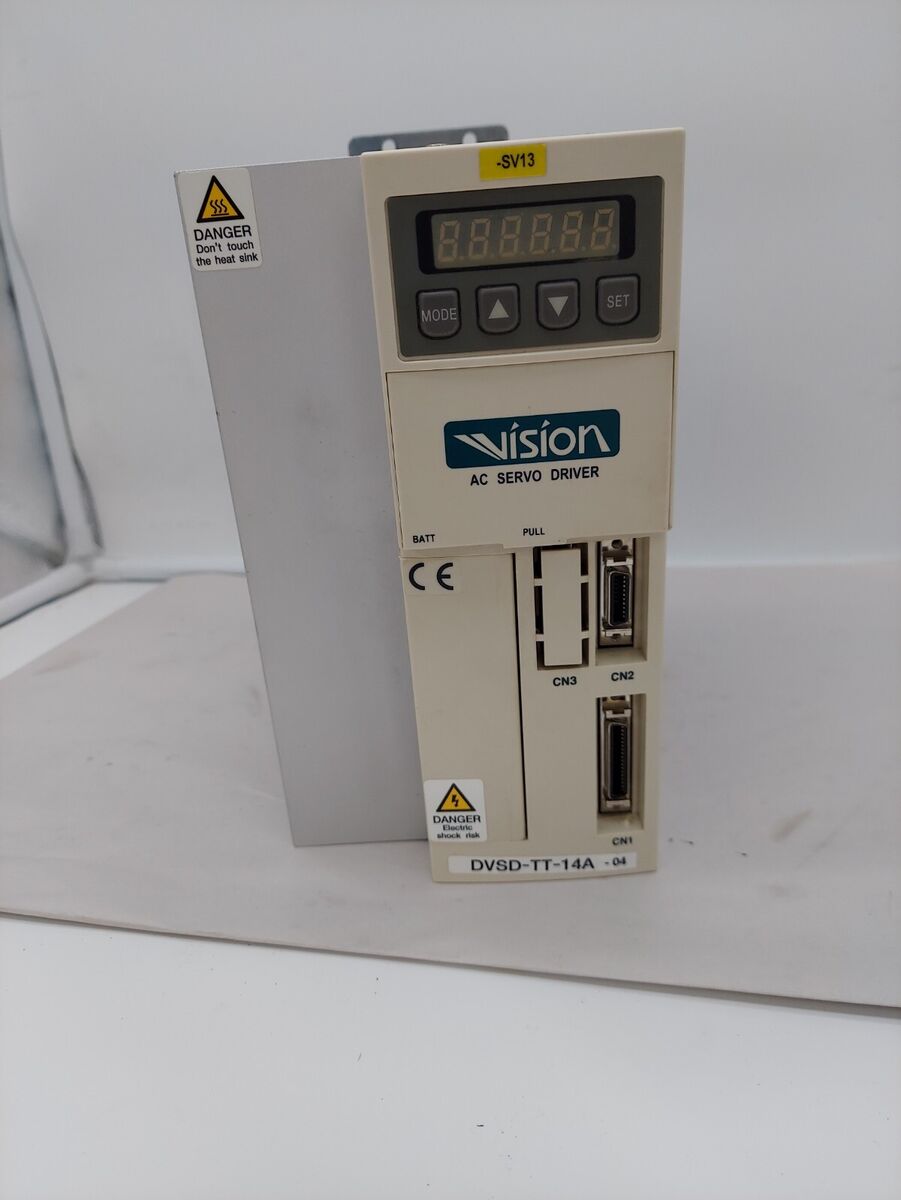 -SV13
DANGER
Don't touch
the heat sink
8.8.8.8.8.8.
MODE
▲
▼
SET
Vision
AC SERVO DRIVER
BATT
PULL
CE
CN3
CN2
DANGER
Electric
shock risk
CN1
DVSD-TT-14A -04